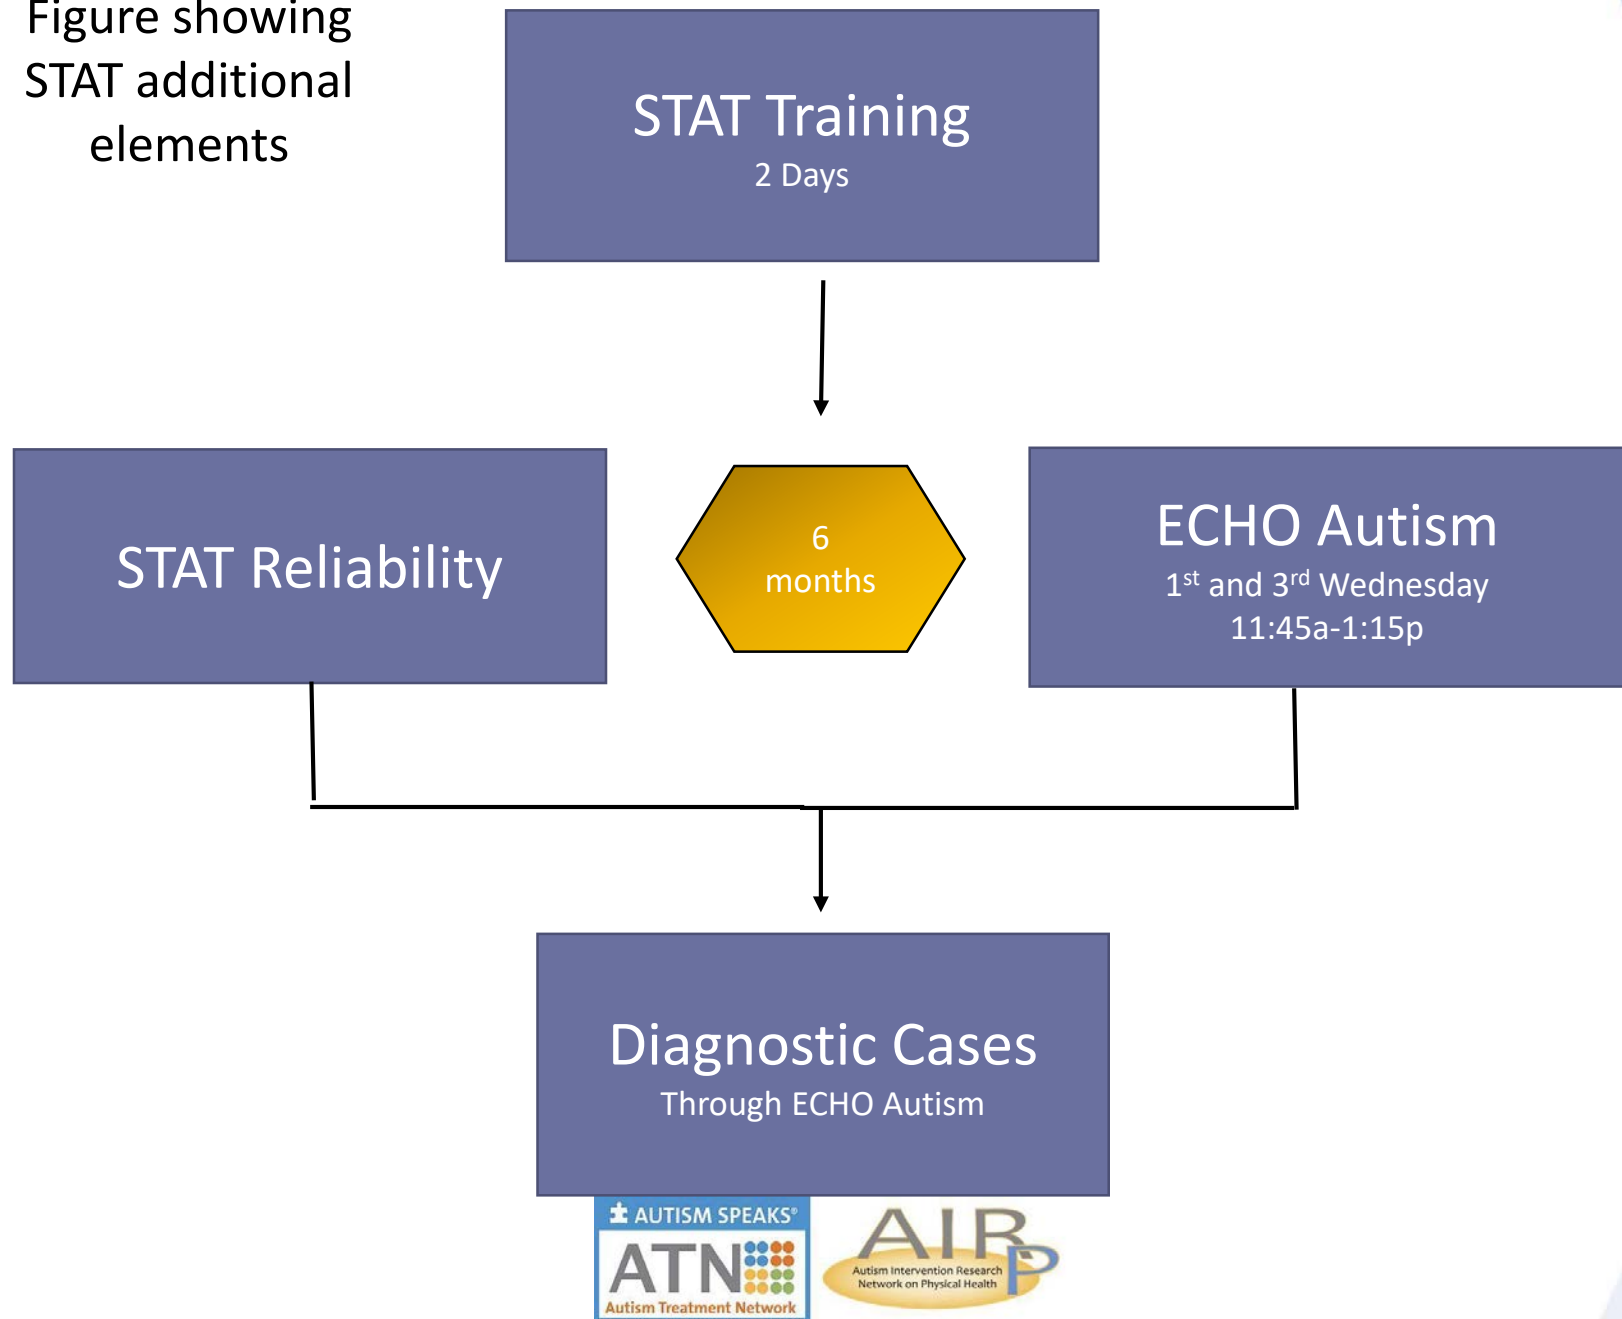 Figure showing
STAT additional
elements
STAT Training
2 Days
STAT Reliability
6
months
ECHO Autism
1st and 3rd Wednesday
11:45a-1:15p
Diagnostic Cases
Through ECHO Autism
AUTISM SPEAKS®
ATN
Autism Treatment Network
AIR
P
Autism Intervention Research
Network on Physical Health